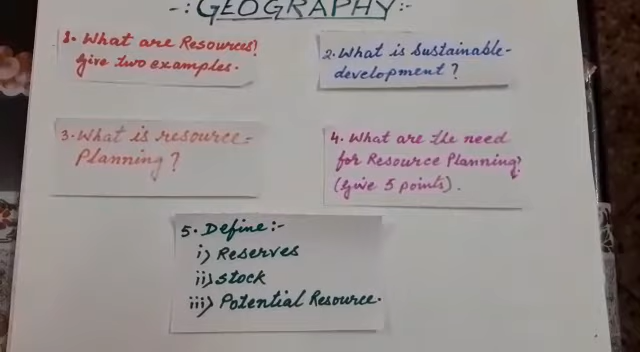 -: GEOGRAPHY:-
1. What are Resources?
Give two examples.
2. What is Sustainable-
development?
3. What is resource-
Planning?
4. What are the need
for Resource Planning?
(Give 5 points).
5. Define:-
i) Reserves
ii) Stock
iii) Potential Resource.